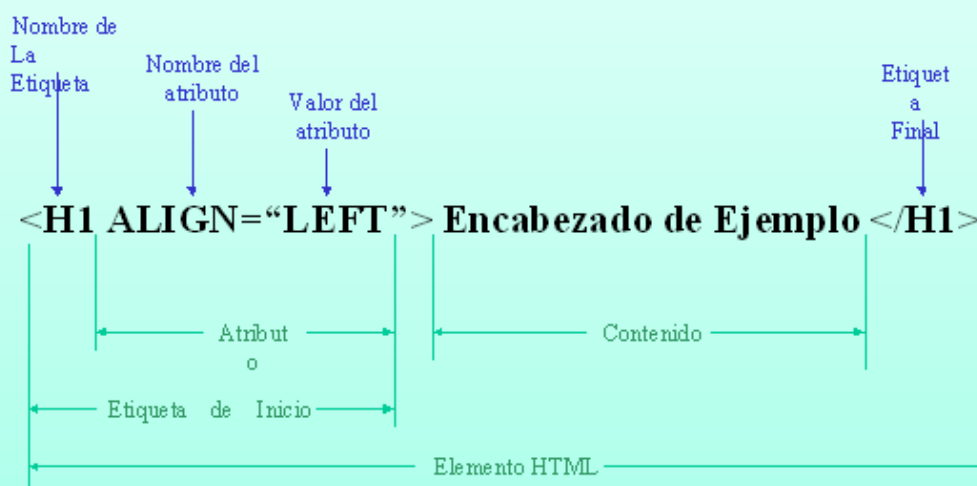 Nombre de
La
Etiqueta
Nombre del
atributo
Valor del
atributo
Etiquet
a
Final
<H1 ALIGN=“LEFT”> Encabezado de Ejemplo </H1>
Atribut
o
Contenido
Etiqueta de Inicio
Elemento HTML